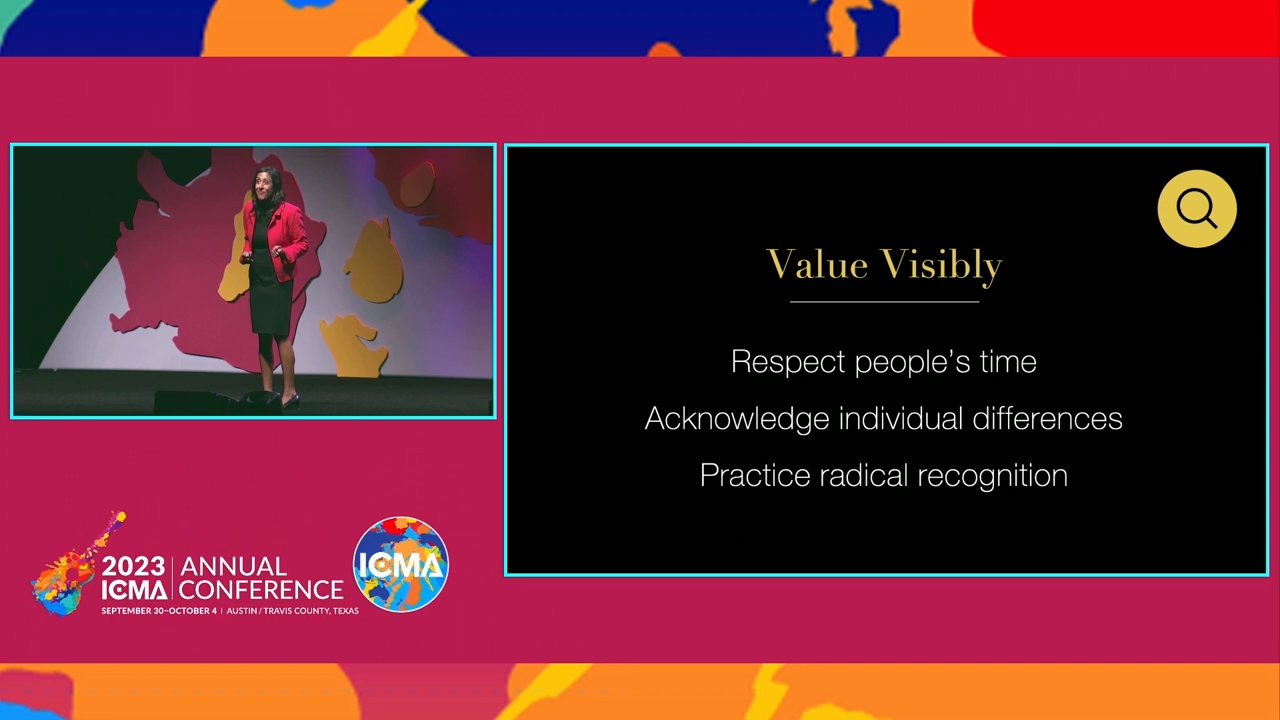 Value Visibly
Respect people's time
Acknowledge individual differences
Practice radical recognition
2023 ANNUAL
ICMA CONFERENCE
SEPTEMBER 30–OCTOBER 4 | AUSTIN / TRAVIS COUNTY, TEXAS
ICMA